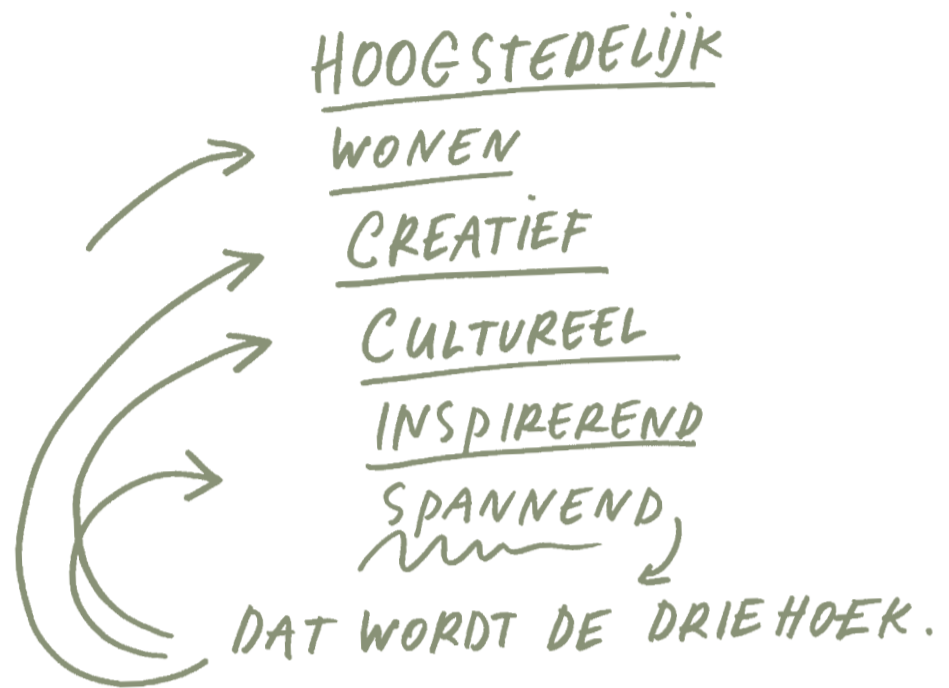 HOOGSTEDELIJK
WONEN
CREATIEF
CULTUREEL
INSPIREREND
SPANNEND
DAT WORDT DE DRIEHOEK.